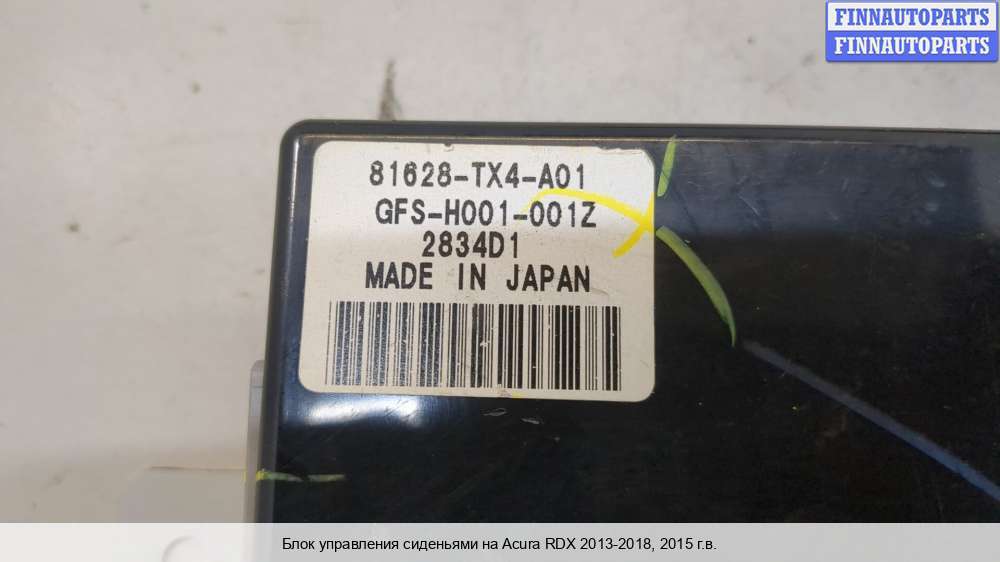 FINNAUTOPARTS
FINNAUTOPARTS
81628-TX4-A01
GFS-H001-001Z
2834D1
MADE IN JAPAN
Блок управления сиденьями на Acura RDX 2013-2018, 2015 г.в.